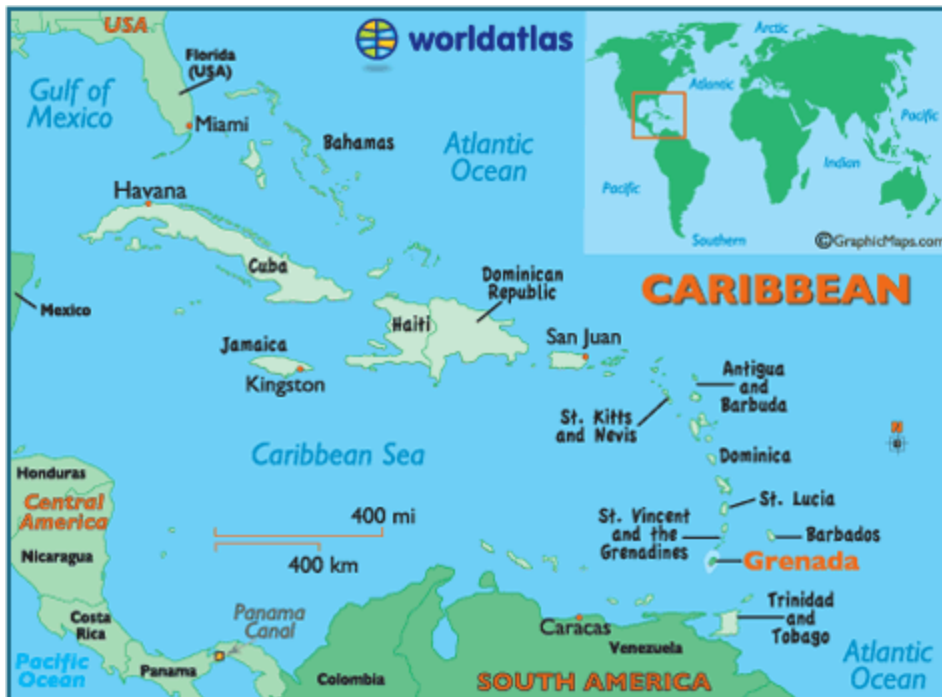 USA
worldatlas
Arctic
Florida
(USA)
Gulf of
Mexico
Atlantic
Pacific
Miami
Bahamas
Atlantic
Ocean
Indian
Pacific
Havana
Southern
©GraphicMaps.com
Cuba
Dominican
Republic
CARIBBEAN
Mexico
Haiti
San Juan
Jamaica
Kingston
Antigua
and
Barbuda
St. Kitts
and Nevis
N
Caribbean Sea
Dominica
Honduras
Central
America
St. Lucia
400 mi
St. Vincent
and the
Grenadines
Barbados
Nicaragua
400 km
Grenada
Costa
Rica
Panama
Canal
Trinidad
and
Tobago
Caracas
Venezuela
Pacific
Ocean
Panama
Colombia
SOUTH AMERICA
Atlantic
Ocean